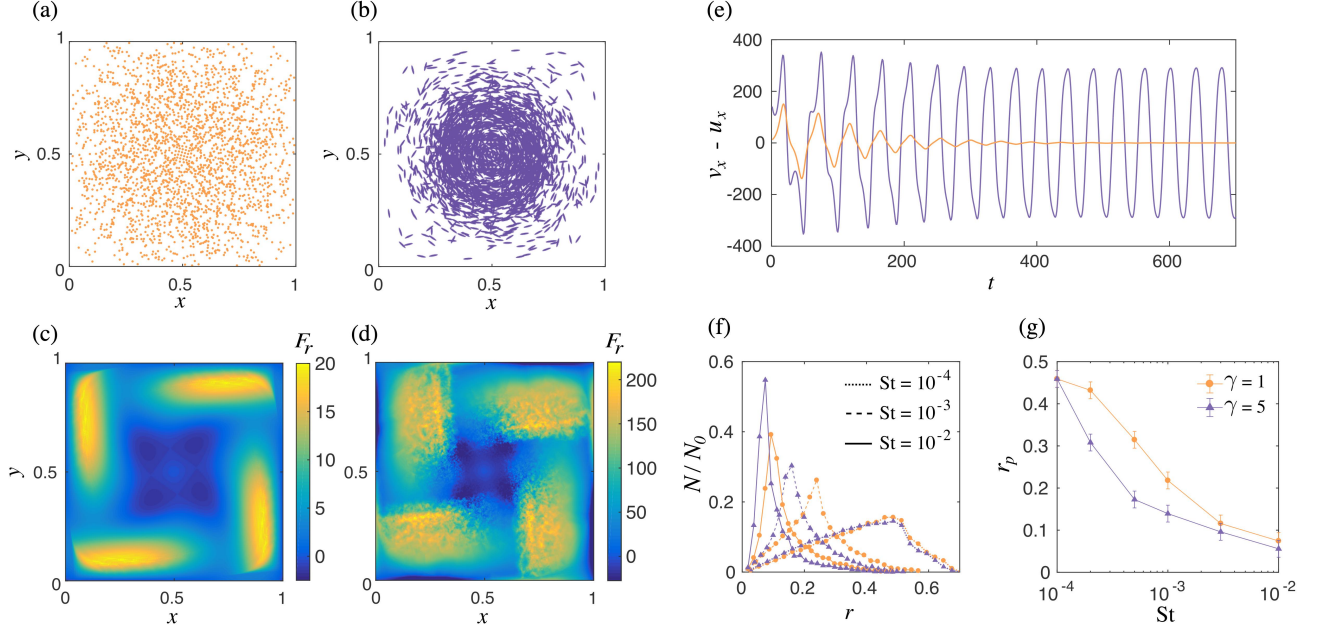 (a)
1
y
0.5
0
0
0.5
1
x
(b)
1
y
0.5
0
0
0.5
1
x
(e)
400
200
0
-200
-400
v_x - u_x
0
200
400
600
t
(c)
1
y
0.5
0
0
0.5
1
x
F_r
20
15
10
5
0
(d)
1
0.5
0
0
0.5
1
x
F_r
200
150
100
50
0
(f)
0.6
0.4
0.2
0
N / N_0
0
0.2
0.4
0.6
r
St = 10^-4
St = 10^-3
St = 10^-2
(g)
0.5
0.4
0.3
0.2
0.1
0
r_p
10^-4
10^-3
10^-2
St
γ = 1
γ = 5